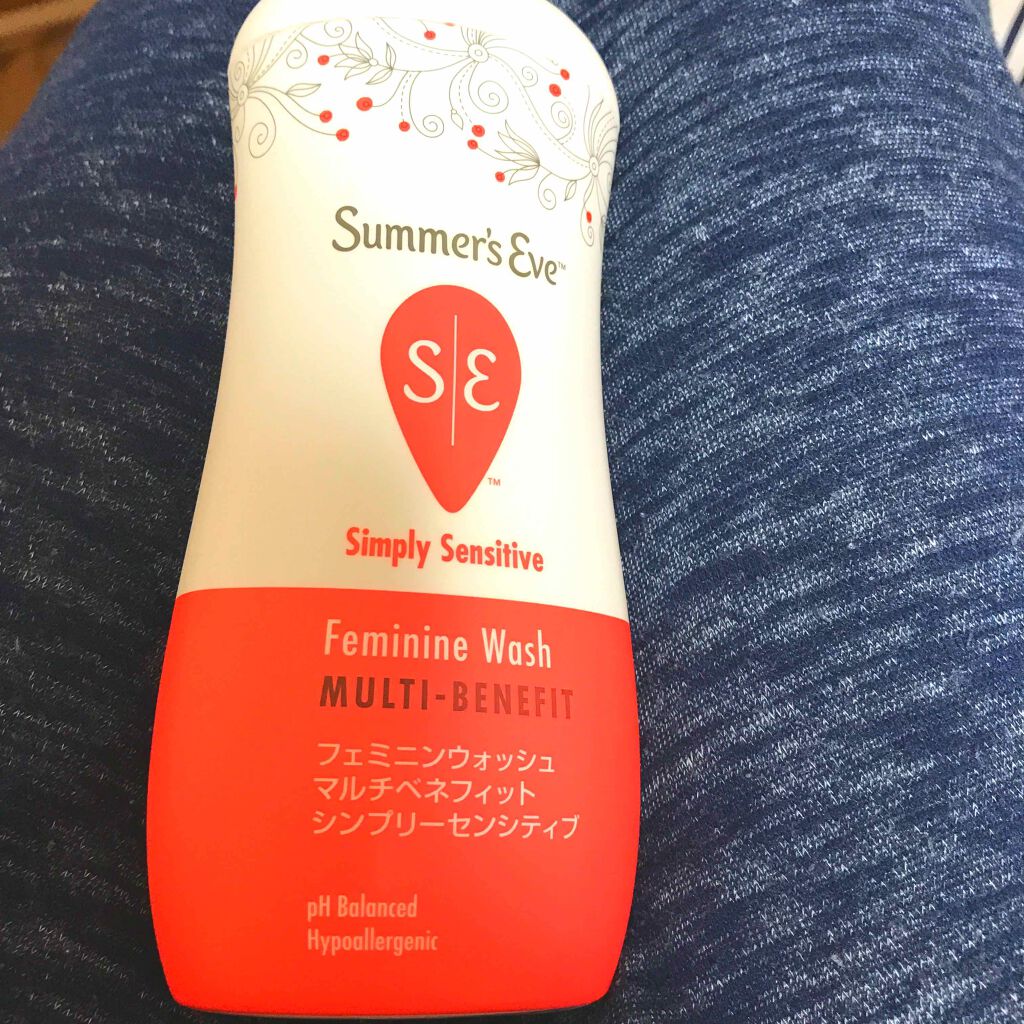 Summer's Eve™
S|E™
Simply Sensitive
Feminine Wash
MULTI-BENEFIT
フェミニンウォッシュ
マルチベネフィット
シンプリーセンシティブ
pH Balanced
Hypoallergenic